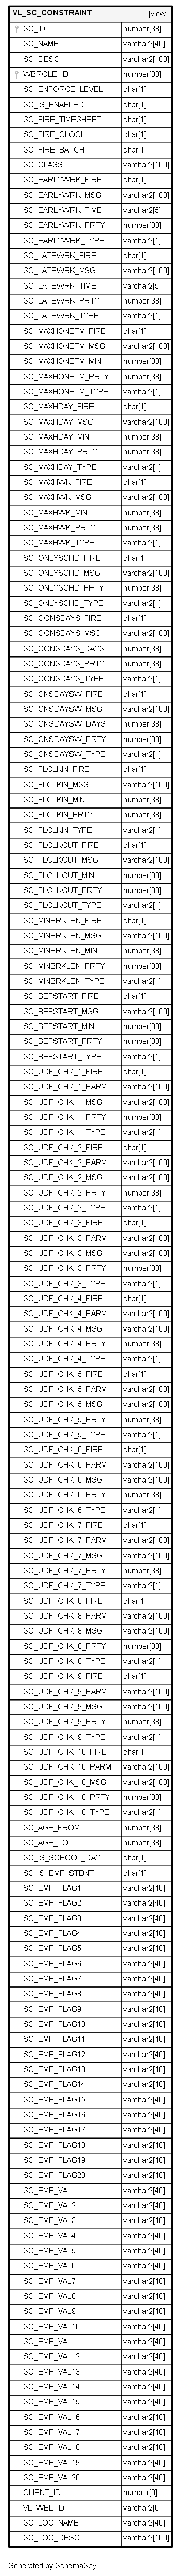 VL_SC_CONSTRAINT [view]
SC_ID number[38]
SC_NAME varchar2[40]
SC_DESC varchar2[100]
WBROLE_ID number[38]
SC_ENFORCE_LEVEL char[1]
SC_IS_ENABLED char[1]
SC_FIRE_TIMESHEET char[1]
SC_FIRE_CLOCK char[1]
SC_FIRE_BATCH char[1]
SC_CLASS varchar2[100]
SC_EARLYWRK_FIRE char[1]
SC_EARLYWRK_MSG varchar2[100]
SC_EARLYWRK_TIME varchar2[5]
SC_EARLYWRK_PRTY number[38]
SC_EARLYWRK_TYPE varchar2[1]
SC_LATEWRK_FIRE char[1]
SC_LATEWRK_MSG varchar2[100]
SC_LATEWRK_TIME varchar2[5]
SC_LATEWRK_PRTY number[38]
SC_LATEWRK_TYPE varchar2[1]
SC_MAXHONETM_FIRE char[1]
SC_MAXHONETM_MSG varchar2[100]
SC_MAXHONETM_MIN number[38]
SC_MAXHONETM_PRTY number[38]
SC_MAXHONETM_TYPE varchar2[1]
SC_MAXHDAY_FIRE char[1]
SC_MAXHDAY_MSG varchar2[100]
SC_MAXHDAY_MIN number[38]
SC_MAXHDAY_PRTY number[38]
SC_MAXHDAY_TYPE varchar2[1]
SC_MAXHWK_FIRE char[1]
SC_MAXHWK_MSG varchar2[100]
SC_MAXHWK_MIN number[38]
SC_MAXHWK_PRTY number[38]
SC_MAXHWK_TYPE varchar2[1]
SC_ONLYSCHD_FIRE char[1]
SC_ONLYSCHD_MSG varchar2[100]
SC_ONLYSCHD_PRTY number[38]
SC_ONLYSCHD_TYPE varchar2[1]
SC_CONSDAYS_FIRE char[1]
SC_CONSDAYS_MSG varchar2[100]
SC_CONSDAYS_DAYS number[38]
SC_CONSDAYS_PRTY number[38]
SC_CONSDAYS_TYPE varchar2[1]
SC_CNSDAYSW_FIRE char[1]
SC_CNSDAYSW_MSG varchar2[100]
SC_CNSDAYSW_DAYS number[38]
SC_CNSDAYSW_PRTY number[38]
SC_CNSDAYSW_TYPE varchar2[1]
SC_FLCLKIN_FIRE char[1]
SC_FLCLKIN_MSG varchar2[100]
SC_FLCLKIN_MIN number[38]
SC_FLCLKIN_PRTY number[38]
SC_FLCLKIN_TYPE varchar2[1]
SC_FLCLKOUT_FIRE char[1]
SC_FLCLKOUT_MSG varchar2[100]
SC_FLCLKOUT_MIN number[38]
SC_FLCLKOUT_PRTY number[38]
SC_FLCLKOUT_TYPE varchar2[1]
SC_MINBRKLEN_FIRE char[1]
SC_MINBRKLEN_MSG varchar2[100]
SC_MINBRKLEN_MIN number[38]
SC_MINBRKLEN_PRTY number[38]
SC_MINBRKLEN_TYPE varchar2[1]
SC_BEFSTART_FIRE char[1]
SC_BEFSTART_MSG varchar2[100]
SC_BEFSTART_MIN number[38]
SC_BEFSTART_PRTY number[38]
SC_BEFSTART_TYPE varchar2[1]
SC_UDF_CHK_1_FIRE char[1]
SC_UDF_CHK_1_PARM varchar2[100]
SC_UDF_CHK_1_MSG varchar2[100]
SC_UDF_CHK_1_PRTY number[38]
SC_UDF_CHK_1_TYPE varchar2[1]
SC_UDF_CHK_2_FIRE char[1]
SC_UDF_CHK_2_PARM varchar2[100]
SC_UDF_CHK_2_MSG varchar2[100]
SC_UDF_CHK_2_PRTY number[38]
SC_UDF_CHK_2_TYPE varchar2[1]
SC_UDF_CHK_3_FIRE char[1]
SC_UDF_CHK_3_PARM varchar2[100]
SC_UDF_CHK_3_MSG varchar2[100]
SC_UDF_CHK_3_PRTY number[38]
SC_UDF_CHK_3_TYPE varchar2[1]
SC_UDF_CHK_4_FIRE char[1]
SC_UDF_CHK_4_PARM varchar2[100]
SC_UDF_CHK_4_MSG varchar2[100]
SC_UDF_CHK_4_PRTY number[38]
SC_UDF_CHK_4_TYPE varchar2[1]
SC_UDF_CHK_5_FIRE char[1]
SC_UDF_CHK_5_PARM varchar2[100]
SC_UDF_CHK_5_MSG varchar2[100]
SC_UDF_CHK_5_PRTY number[38]
SC_UDF_CHK_5_TYPE varchar2[1]
SC_UDF_CHK_6_FIRE char[1]
SC_UDF_CHK_6_PARM varchar2[100]
SC_UDF_CHK_6_MSG varchar2[100]
SC_UDF_CHK_6_PRTY number[38]
SC_UDF_CHK_6_TYPE varchar2[1]
SC_UDF_CHK_7_FIRE char[1]
SC_UDF_CHK_7_PARM varchar2[100]
SC_UDF_CHK_7_MSG varchar2[100]
SC_UDF_CHK_7_PRTY number[38]
SC_UDF_CHK_7_TYPE varchar2[1]
SC_UDF_CHK_8_FIRE char[1]
SC_UDF_CHK_8_PARM varchar2[100]
SC_UDF_CHK_8_MSG varchar2[100]
SC_UDF_CHK_8_PRTY number[38]
SC_UDF_CHK_8_TYPE varchar2[1]
SC_UDF_CHK_9_FIRE char[1]
SC_UDF_CHK_9_PARM varchar2[100]
SC_UDF_CHK_9_MSG varchar2[100]
SC_UDF_CHK_9_PRTY number[38]
SC_UDF_CHK_9_TYPE varchar2[1]
SC_UDF_CHK_10_FIRE char[1]
SC_UDF_CHK_10_PARM varchar2[100]
SC_UDF_CHK_10_MSG varchar2[100]
SC_UDF_CHK_10_PRTY number[38]
SC_UDF_CHK_10_TYPE varchar2[1]
SC_AGE_FROM number[38]
SC_AGE_TO number[38]
SC_IS_SCHOOL_DAY char[1]
SC_IS_EMP_STDNT char[1]
SC_EMP_FLAG1 varchar2[40]
SC_EMP_FLAG2 varchar2[40]
SC_EMP_FLAG3 varchar2[40]
SC_EMP_FLAG4 varchar2[40]
SC_EMP_FLAG5 varchar2[40]
SC_EMP_FLAG6 varchar2[40]
SC_EMP_FLAG7 varchar2[40]
SC_EMP_FLAG8 varchar2[40]
SC_EMP_FLAG9 varchar2[40]
SC_EMP_FLAG10 varchar2[40]
SC_EMP_FLAG11 varchar2[40]
SC_EMP_FLAG12 varchar2[40]
SC_EMP_FLAG13 varchar2[40]
SC_EMP_FLAG14 varchar2[40]
SC_EMP_FLAG15 varchar2[40]
SC_EMP_FLAG16 varchar2[40]
SC_EMP_FLAG17 varchar2[40]
SC_EMP_FLAG18 varchar2[40]
SC_EMP_FLAG19 varchar2[40]
SC_EMP_FLAG20 varchar2[40]
SC_EMP_VAL1 varchar2[40]
SC_EMP_VAL2 varchar2[40]
SC_EMP_VAL3 varchar2[40]
SC_EMP_VAL4 varchar2[40]
SC_EMP_VAL5 varchar2[40]
SC_EMP_VAL6 varchar2[40]
SC_EMP_VAL7 varchar2[40]
SC_EMP_VAL8 varchar2[40]
SC_EMP_VAL9 varchar2[40]
SC_EMP_VAL10 varchar2[40]
SC_EMP_VAL11 varchar2[40]
SC_EMP_VAL12 varchar2[40]
SC_EMP_VAL13 varchar2[40]
SC_EMP_VAL14 varchar2[40]
SC_EMP_VAL15 varchar2[40]
SC_EMP_VAL16 varchar2[40]
SC_EMP_VAL17 varchar2[40]
SC_EMP_VAL18 varchar2[40]
SC_EMP_VAL19 varchar2[40]
SC_EMP_VAL20 varchar2[40]
CLIENT_ID number[0]
VL_WBL_ID varchar2[0]
SC_LOC_NAME varchar2[40]
SC_LOC_DESC varchar2[100]
Generated by SchemaSpy